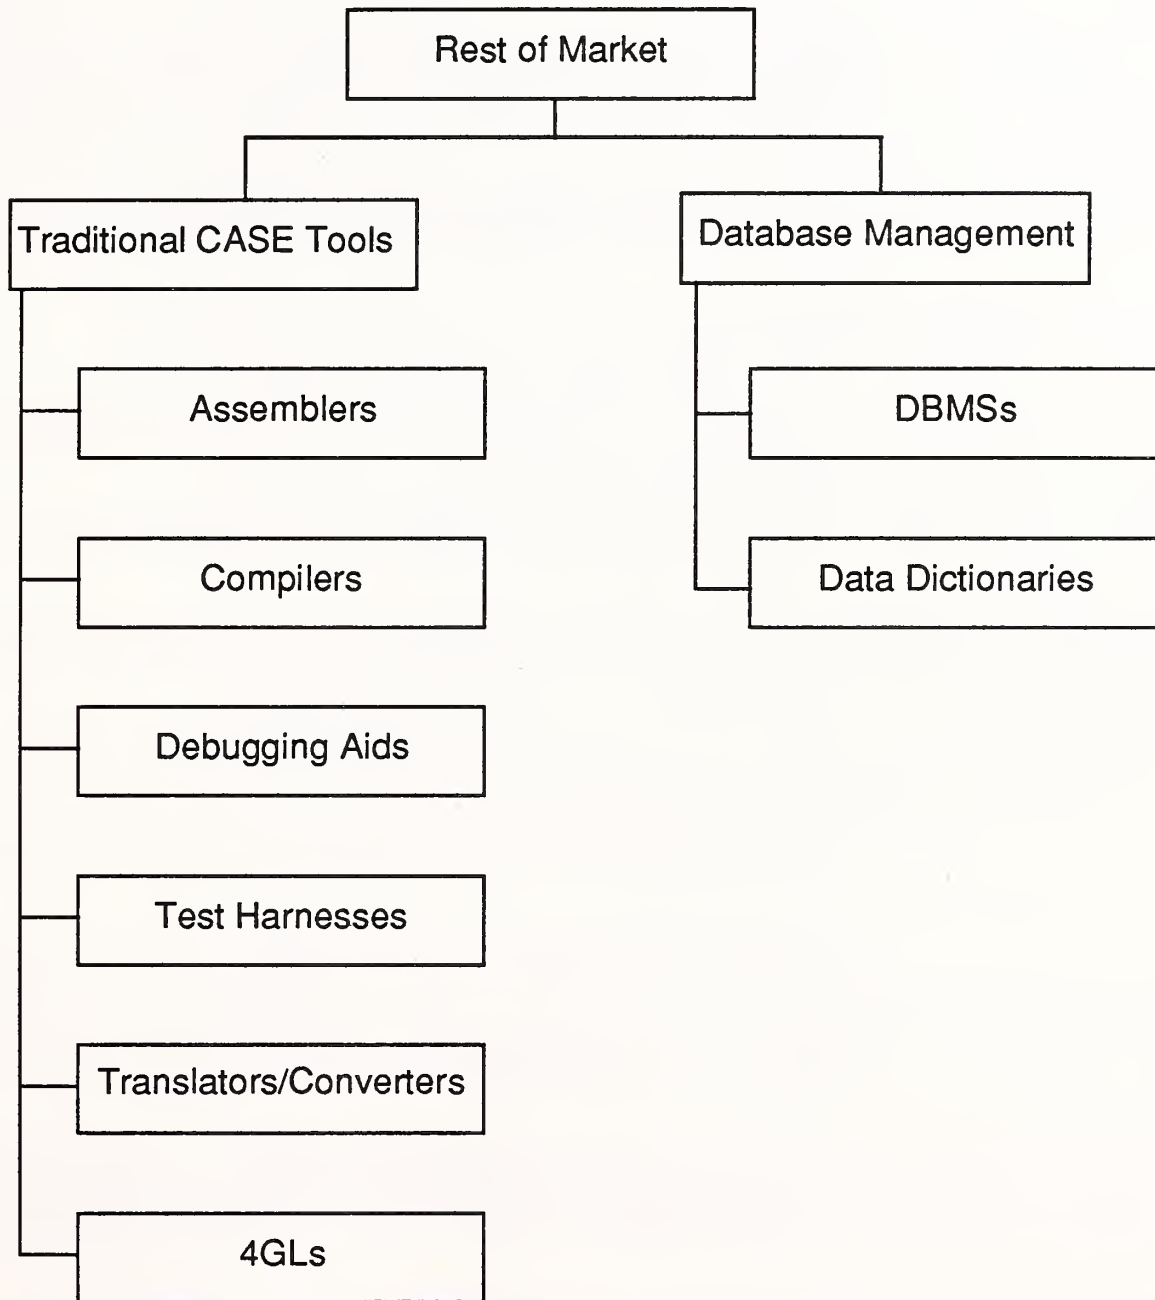 Rest of Market
Traditional CASE Tools
Database Management
Assemblers
DBMSs
Compilers
Data Dictionaries
Debugging Aids
Test Harnesses
Translators/Converters
4GLs